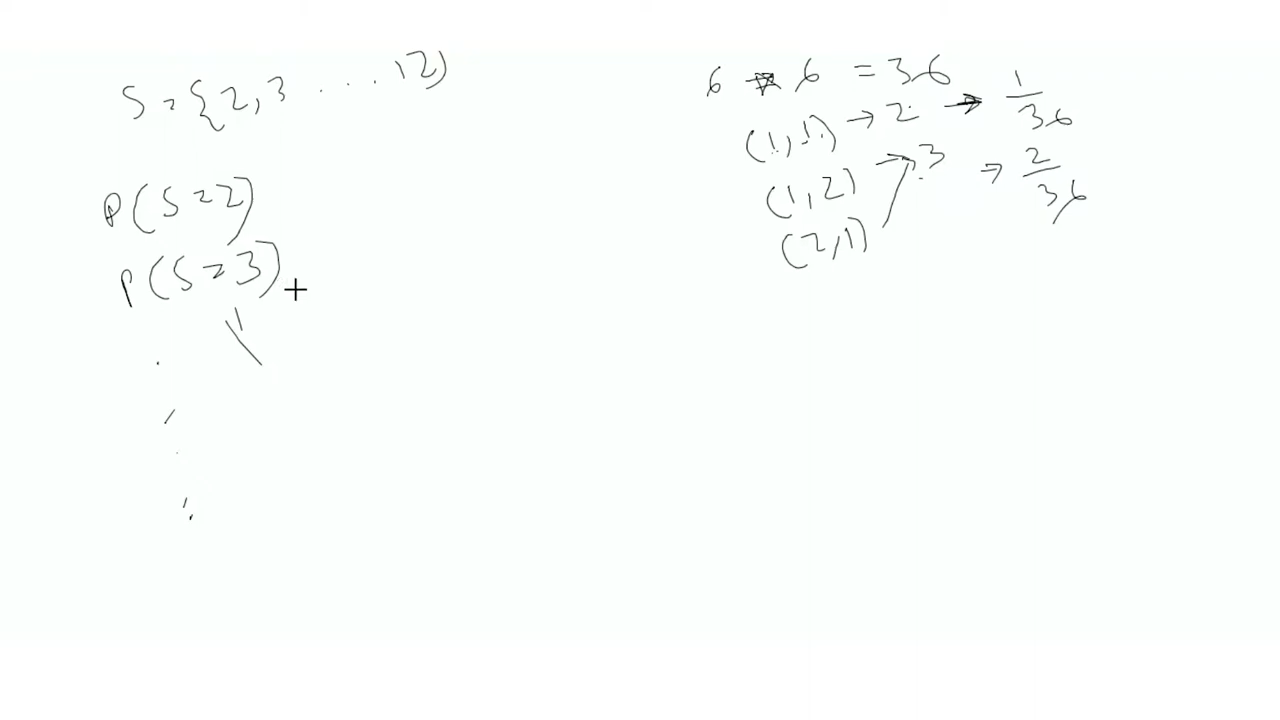 S = {2, 3 ... 12}
P(S=2)
P(S=3)
6 * 6 = 36
(1,1) → 2 → 1/36
(1,2) → 3 → 2/36
(2,1)